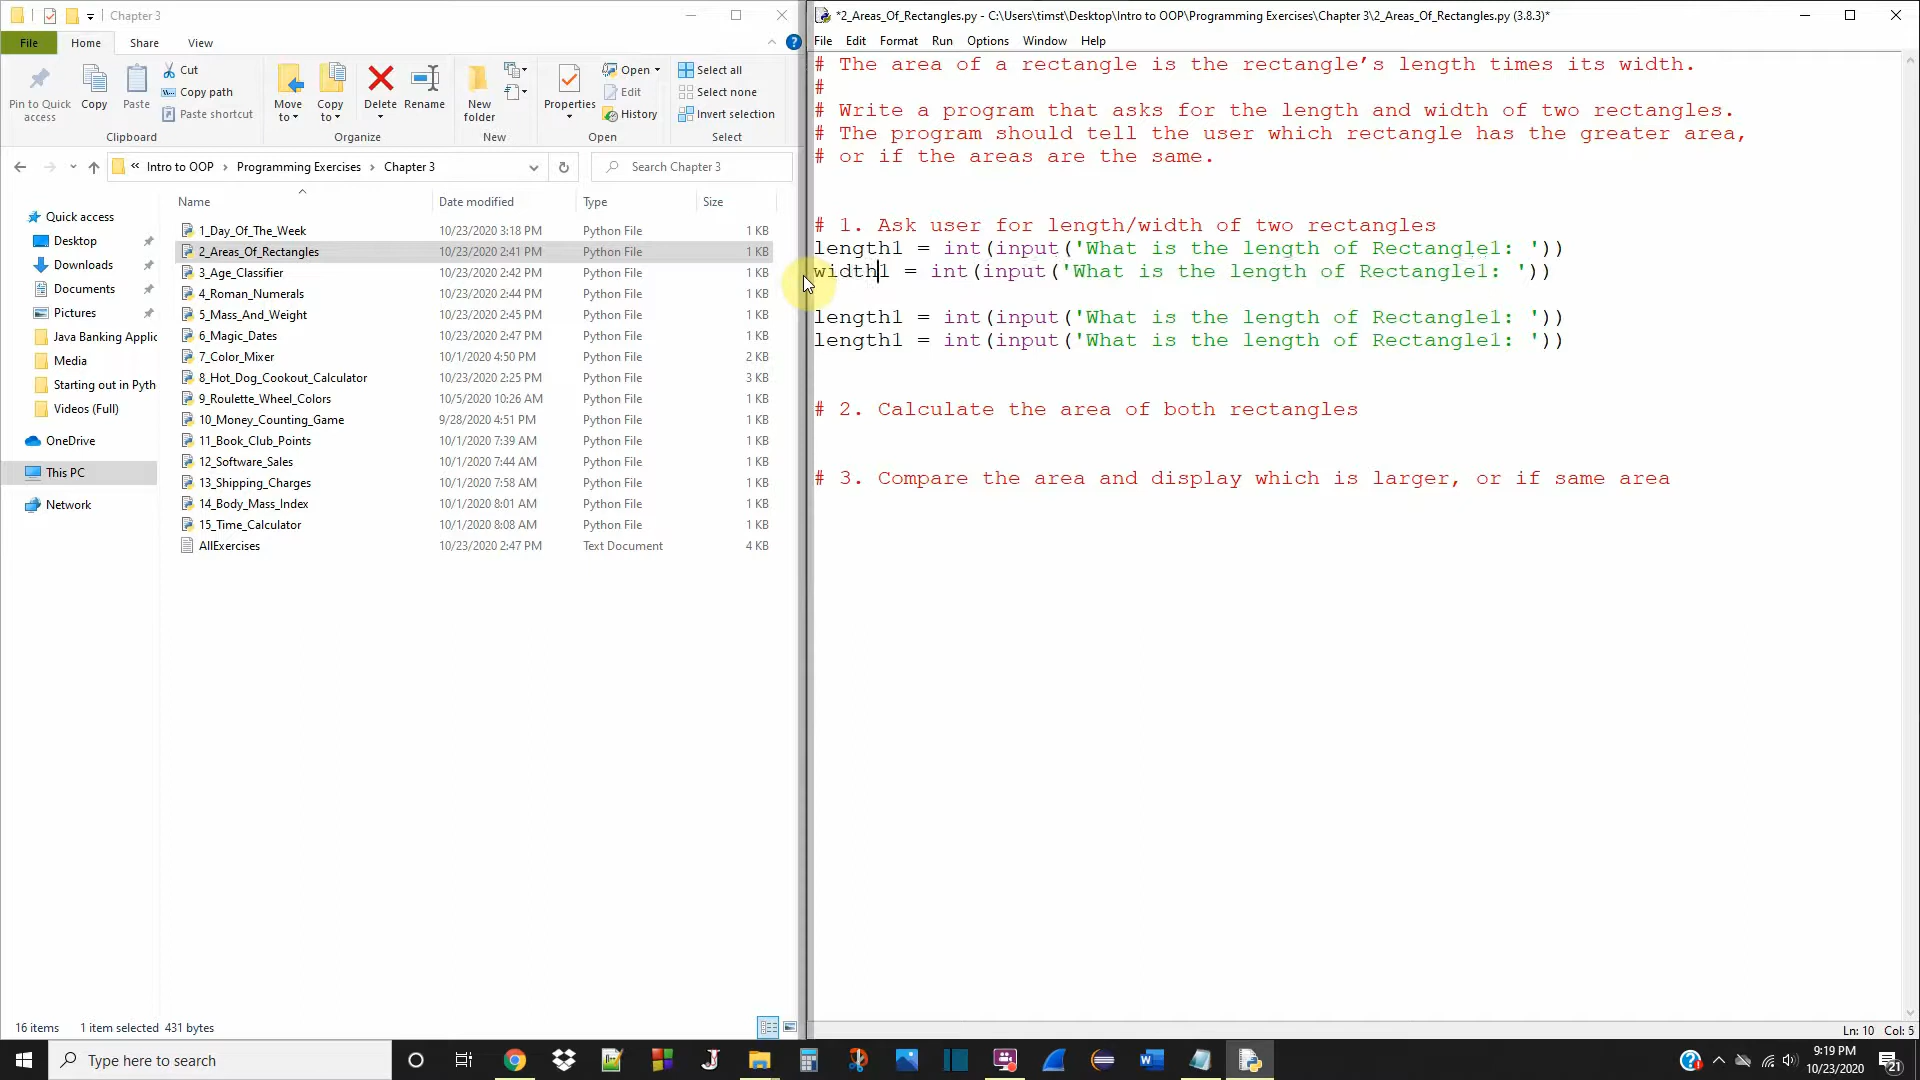 Chapter 3
File Home Share View
Pin to Quick access
Copy
Paste
Cut
Copy path
Paste shortcut
Clipboard
Move to
Copy to
Delete
Rename
Organize
New folder
New
Properties
Open
Edit
History
Open
Select all
Select none
Invert selection
Select
« Intro to OOP › Programming Exercises › Chapter 3
Search Chapter 3
Quick access
Desktop
Downloads
Documents
Pictures
Java Banking Applic
Media
Starting out in Pyth
Videos (Full)
OneDrive
This PC
Network
Name Date modified Type Size
1_Day_Of_The_Week 10/23/2020 3:18 PM Python File 1 KB
2_Areas_Of_Rectangles 10/23/2020 2:41 PM Python File 1 KB
3_Age_Classifier 10/23/2020 2:42 PM Python File 1 KB
4_Roman_Numerals 10/23/2020 2:44 PM Python File 1 KB
5_Mass_And_Weight 10/23/2020 2:45 PM Python File 1 KB
6_Magic_Dates 10/23/2020 2:47 PM Python File 1 KB
7_Color_Mixer 10/1/2020 4:50 PM Python File 2 KB
8_Hot_Dog_Cookout_Calculator 10/23/2020 2:25 PM Python File 3 KB
9_Roulette_Wheel_Colors 10/5/2020 10:26 AM Python File 1 KB
10_Money_Counting_Game 9/28/2020 4:51 PM Python File 1 KB
11_Book_Club_Points 10/1/2020 7:39 AM Python File 1 KB
12_Software_Sales 10/1/2020 7:44 AM Python File 1 KB
13_Shipping_Charges 10/1/2020 7:58 AM Python File 1 KB
14_Body_Mass_Index 10/1/2020 8:01 AM Python File 1 KB
15_Time_Calculator 10/1/2020 8:08 AM Python File 1 KB
AllExercises 10/23/2020 2:47 PM Text Document 4 KB
16 items 1 item selected 431 bytes
*2_Areas_Of_Rectangles.py - C:\Users\timst\Desktop\Intro to OOP\Programming Exercises\Chapter 3\2_Areas_Of_Rectangles.py (3.8.3)*
File Edit Format Run Options Window Help
# The area of a rectangle is the rectangle’s length times its width.
#
# Write a program that asks for the length and width of two rectangles.
# The program should tell the user which rectangle has the greater area,
# or if the areas are the same.
# 1. Ask user for length/width of two rectangles
length1 = int(input('What is the length of Rectangle1: '))
width1 = int(input('What is the length of Rectangle1: '))
length1 = int(input('What is the length of Rectangle1: '))
length1 = int(input('What is the length of Rectangle1: '))
# 2. Calculate the area of both rectangles
# 3. Compare the area and display which is larger, or if same area
Ln: 10 Col: 5
Type here to search
9:19 PM
10/23/2020
21